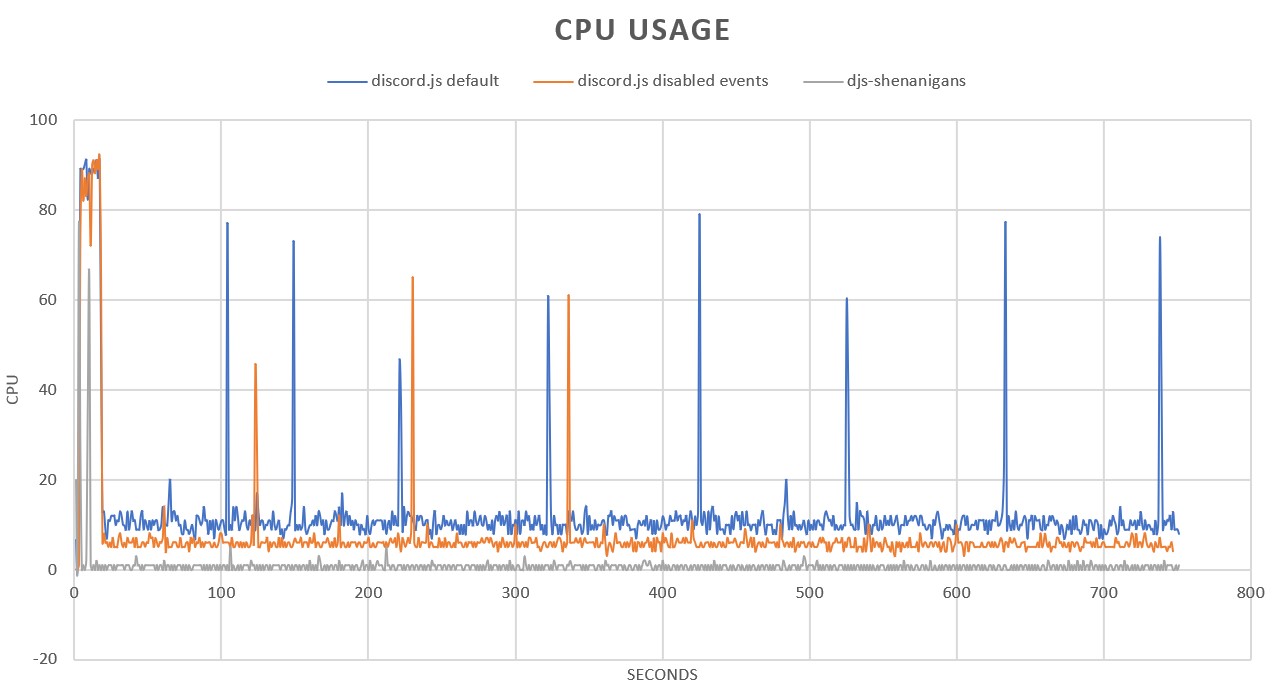 CPU USAGE
discord.js default discord.js disabled events djs-shenanigans
100
80
60
40
20
0
-20
CPU
0 100 200 300 400 500 600 700 800
SECONDS